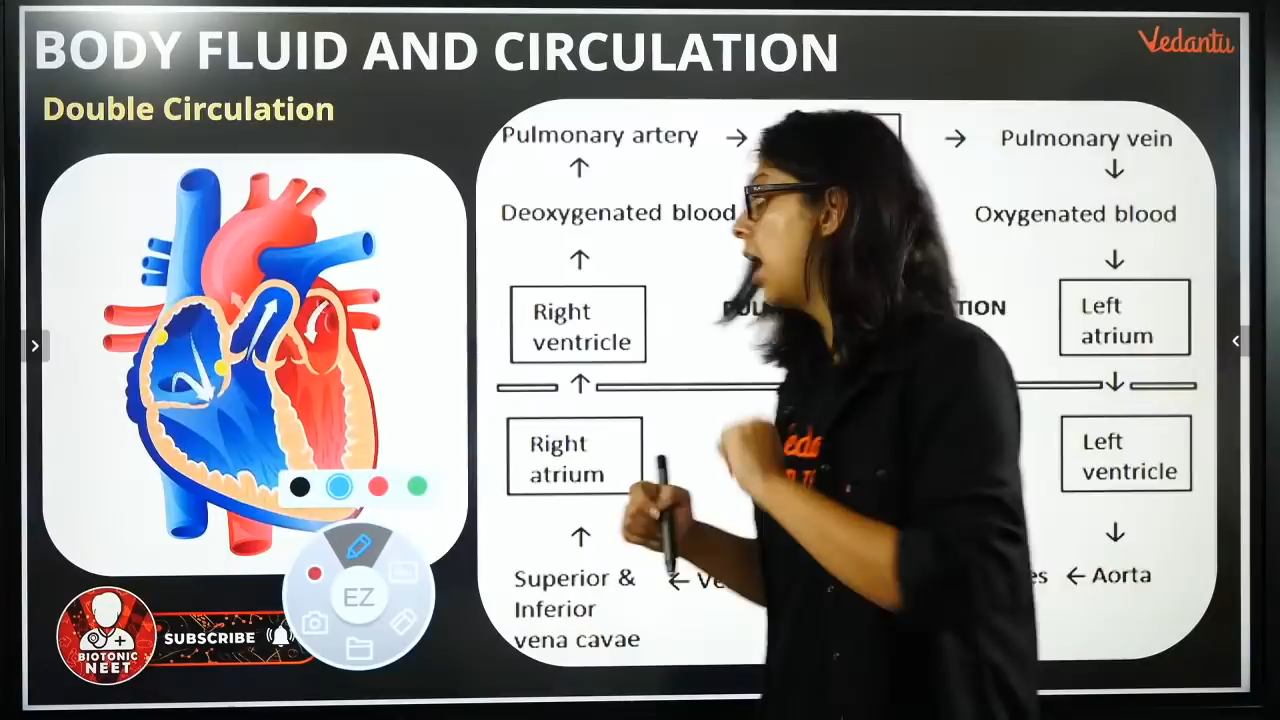 BODY FLUID AND CIRCULATION
Vedantu
Double Circulation
Pulmonary artery → → Pulmonary vein
↑ ↓
Deoxygenated blood Oxygenated blood
↑ ↓
Right
ventricle
Left
atrium
↑ ↓
Right
atrium
Left
ventricle
↑ ↓
Superior & ← ← Aorta
Inferior
vena cavae
EZ
SUBSCRIBE
BIOTONIC
NEET